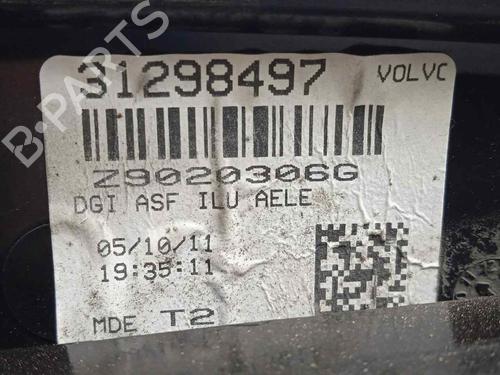 31298497 VOLVC
Z9020306G
DGI ASF ILU AELE
05/10/11
19:35:11
MDE T2
B-PARTS